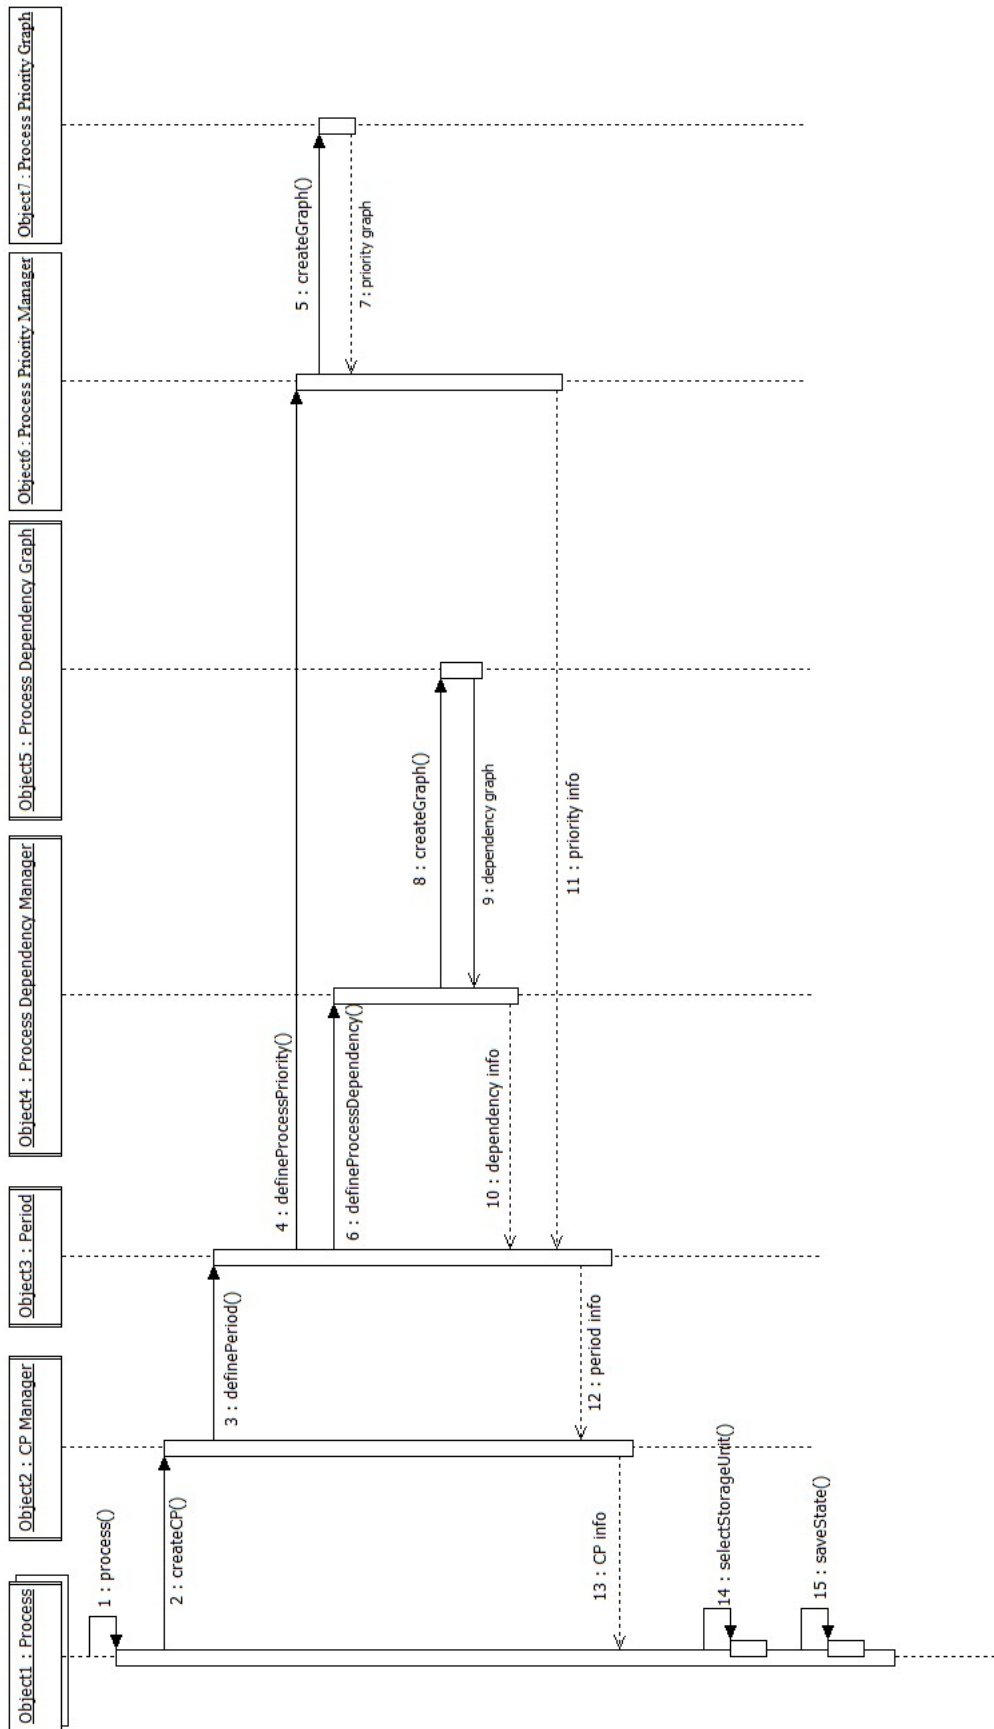 Object1 : Process
Object2 : CP Manager
Object3 : Period
Object4 : Process Dependency Manager
Object5 : Process Dependency Graph
Object6 : Process Priority Manager
Object7 : Process Priority Graph
1 : process()
2 : createCP()
3 : definePeriod()
4 : defineProcessPriority()
5 : createGraph()
6 : defineProcessDependency()
7 : priority graph
8 : createGraph()
9 : dependency graph
10 : dependency info
11 : priority info
12 : period info
13 : CP info
14 : selectStorageUnit()
15 : saveState()